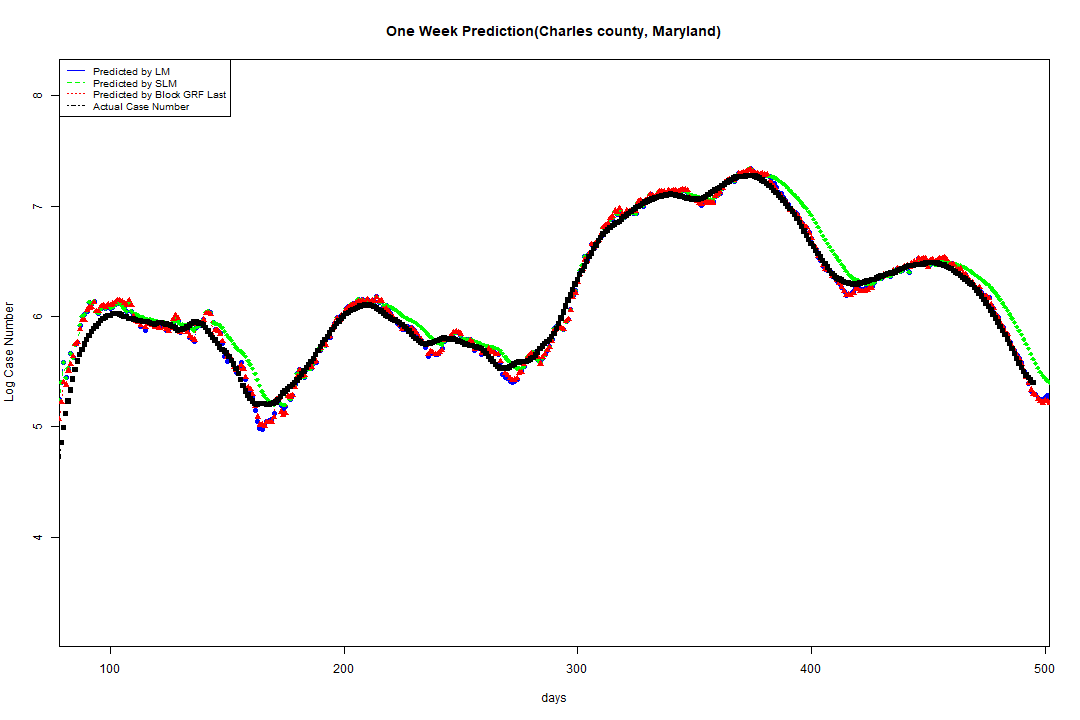 One Week Prediction(Charles county, Maryland)
Predicted by LM
Predicted by SLM
Predicted by Block GRF Last
Actual Case Number
8
7
6
5
4
Log Case Number
100 200 300 400 500
days